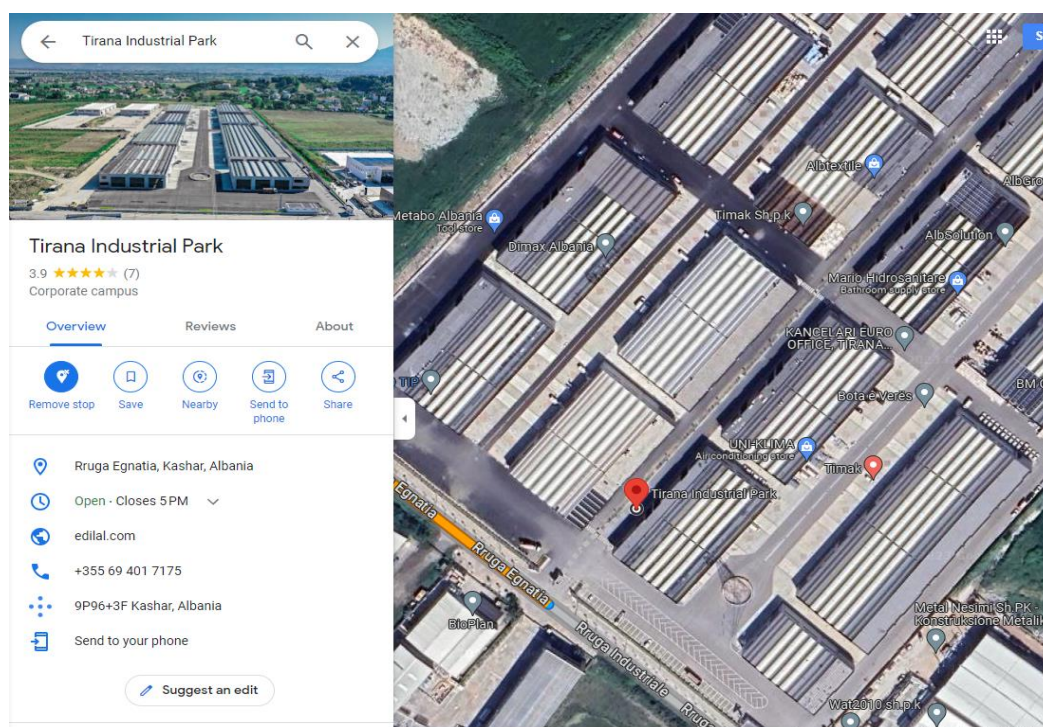 Tirana Industrial Park
Tirana Industrial Park
3.9 ★★★★★ (7)
Corporate campus
Overview
Reviews
About
Remove stop
Save
Nearby
Send to
phone
Share
Rruga Egnatia, Kashar, Albania
Open · Closes 5 PM
edilal.com
+355 69 401 7175
9P96+3F Kashar, Albania
Send to your phone
Suggest an edit
S
Albtextile
Metabo Albania
Tool store
Timak Sh.p.k
Dimax Albania
AlbSolution
Mario Hidrosanitare
Bathroom supply store
KANCELARI EURO
OFFICE, TIRANA...
TIP
Bota e Verës
BM
UNI-KLIMA
Air conditioning store
Timak
Tirana Industrial Park
Egnatia
Rruga Egnatia
BioPlan
Rruga Industriale
Metal Nesimi Sh.PK -
Konstruksione Metalik
Wat2010 sh.p.k